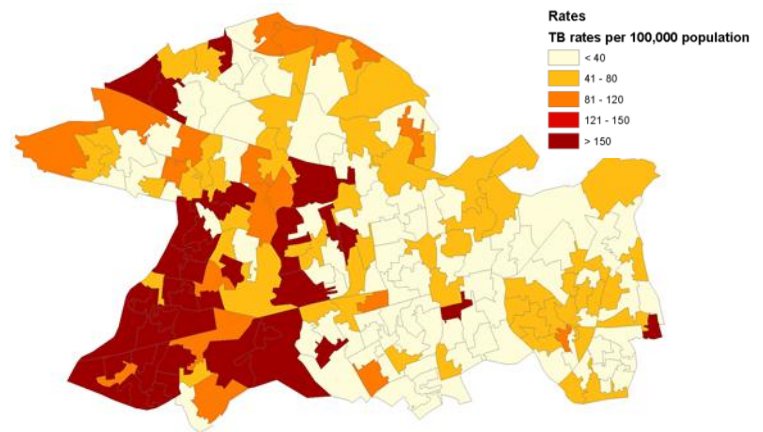 Rates
TB rates per 100,000 population
< 40
41 - 80
81 - 120
121 - 150
> 150